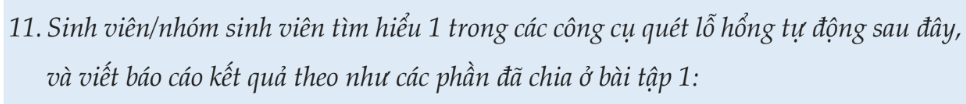 11. Sinh viên/nhóm sinh viên tìm hiểu 1 trong các công cụ quét lỗ hổng tự động sau đây,
và viết báo cáo kết quả theo như các phần đã chia ở bài tập 1: